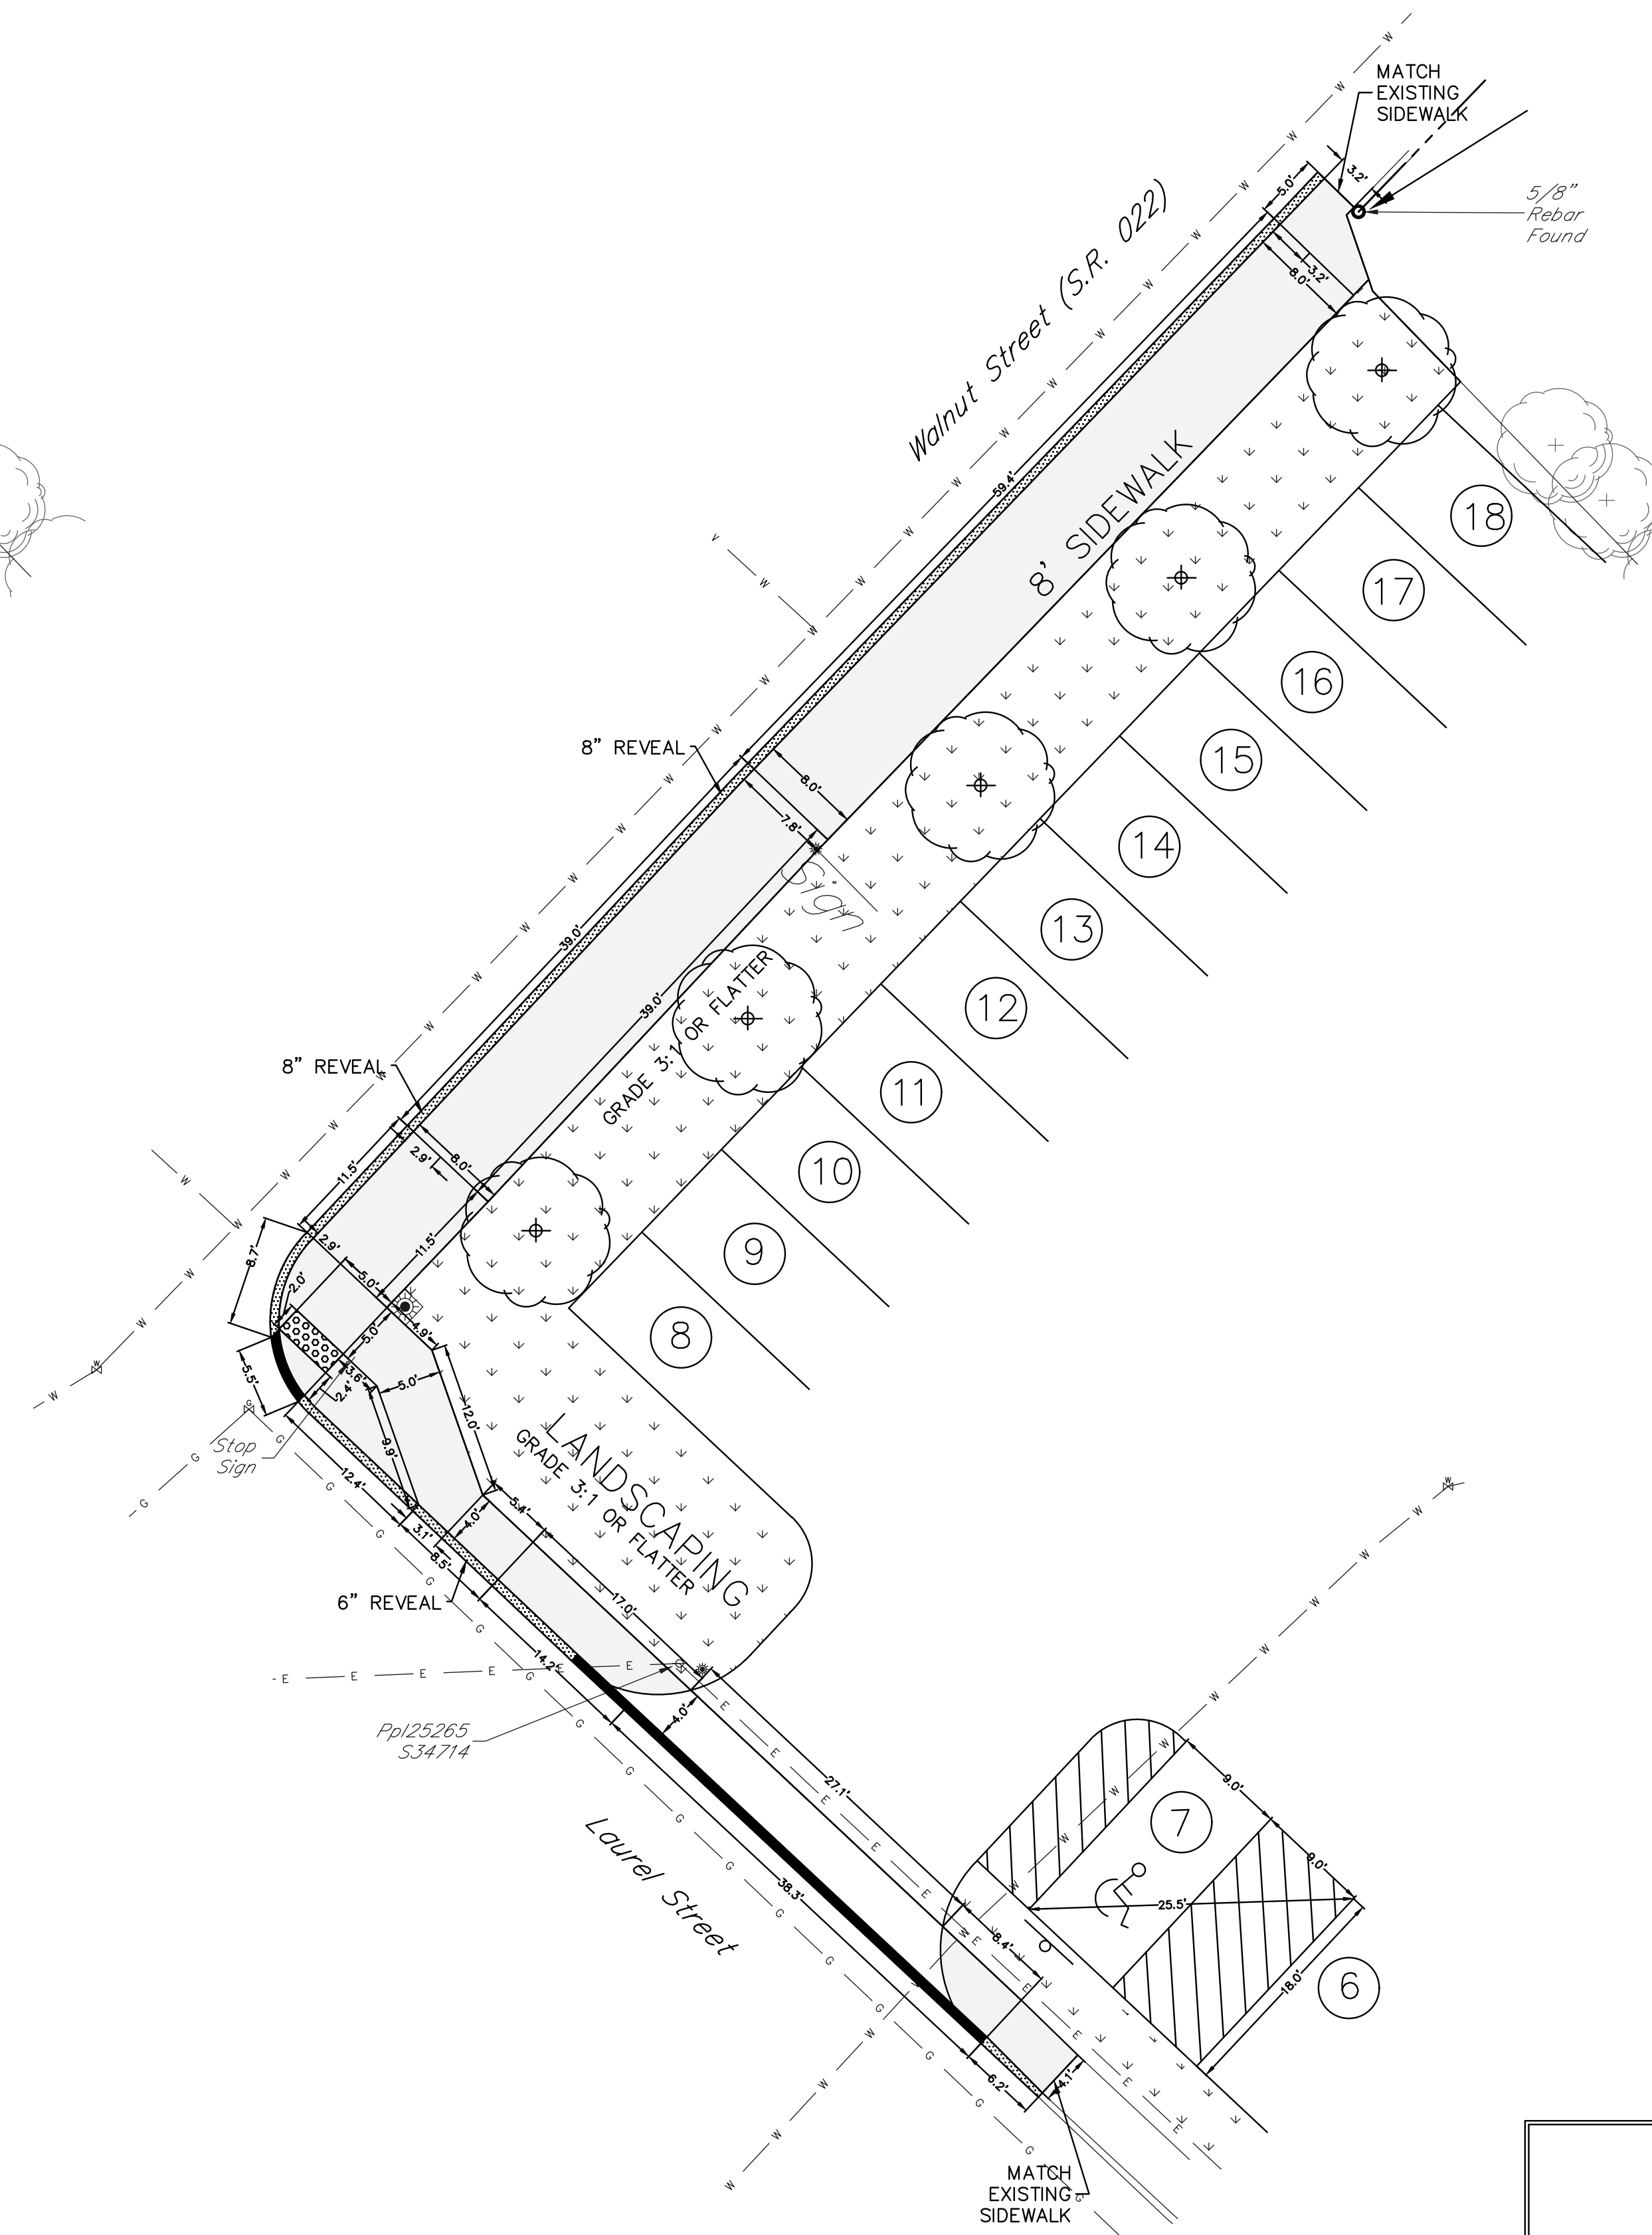 MATCH
EXISTING
SIDEWALK
5/8"
Rebar
Found
3.2'
5.0'
3.2'
8.0'
Walnut Street (S.R. 022)
59.4'
8' SIDEWALK
18
17
16
15
14
13
12
11
10
9
8
8" REVEAL
8.0'
7.8'
Sign
39.0'
39.0'
GRADE 3:1 OR FLATTER
8" REVEAL
11.5'
2.9'
8.0'
11.5'
8.7'
2.9'
5.0'
2.0'
5.0'
4.9'
3.6'
2.4'
5.0'
5.5'
Stop
Sign
12.0'
9.9'
12.4'
3.1'
8.5'
4.0'
5.4'
6" REVEAL
LANDSCAPING
GRADE 3:1 OR FLATTER
17.0'
14.2'
4.0'
Ppl25265
S34714
Laurel Street
27.1'
38.3'
8.4'
7
9.0'
9.0'
25.5'
18.0'
6
6.2'
4.1'
MATCH
EXISTING
SIDEWALK
W
G
E